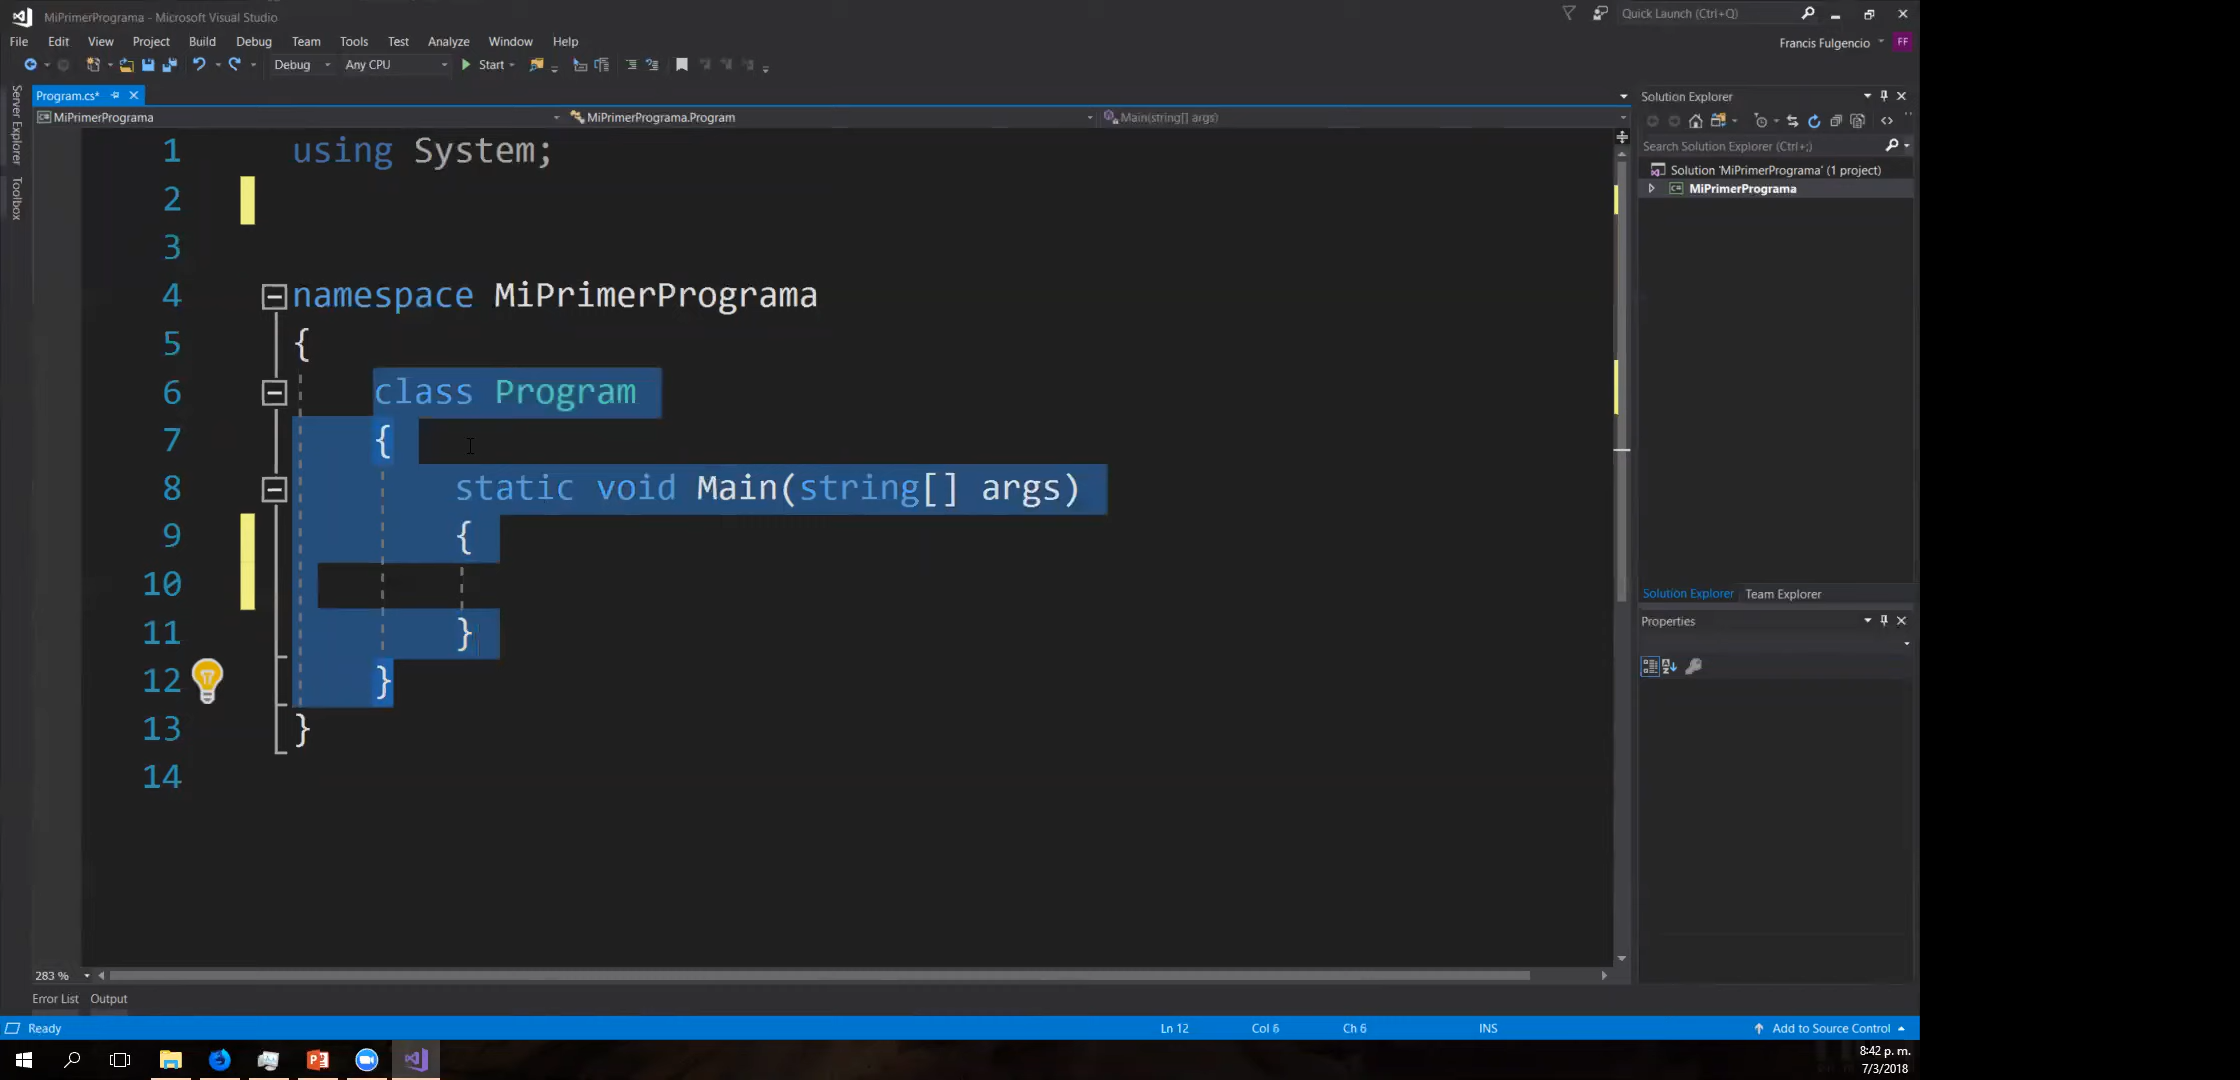 MiPrimerPrograma - Microsoft Visual Studio
Quick Launch (Ctrl+Q)
File Edit View Project Build Debug Team Tools Test Analyze Window Help
Francis Fulgencio FF
Debug Any CPU Start
Server Explorer
Toolbox
Program.cs*
MiPrimerPrograma MiPrimerPrograma.Program Main(string[] args)
1 using System;
2
3
4 namespace MiPrimerPrograma
5 {
6 class Program
7 {
8 static void Main(string[] args)
9 {
10
11 }
12 }
13 }
14
283 %
Error List Output
Solution Explorer
Search Solution Explorer (Ctrl+;)
Solution 'MiPrimerPrograma' (1 project)
MiPrimerPrograma
Solution Explorer Team Explorer
Properties
Ready Ln 12 Col 6 Ch 6 INS Add to Source Control
8:42 p. m.
7/3/2018